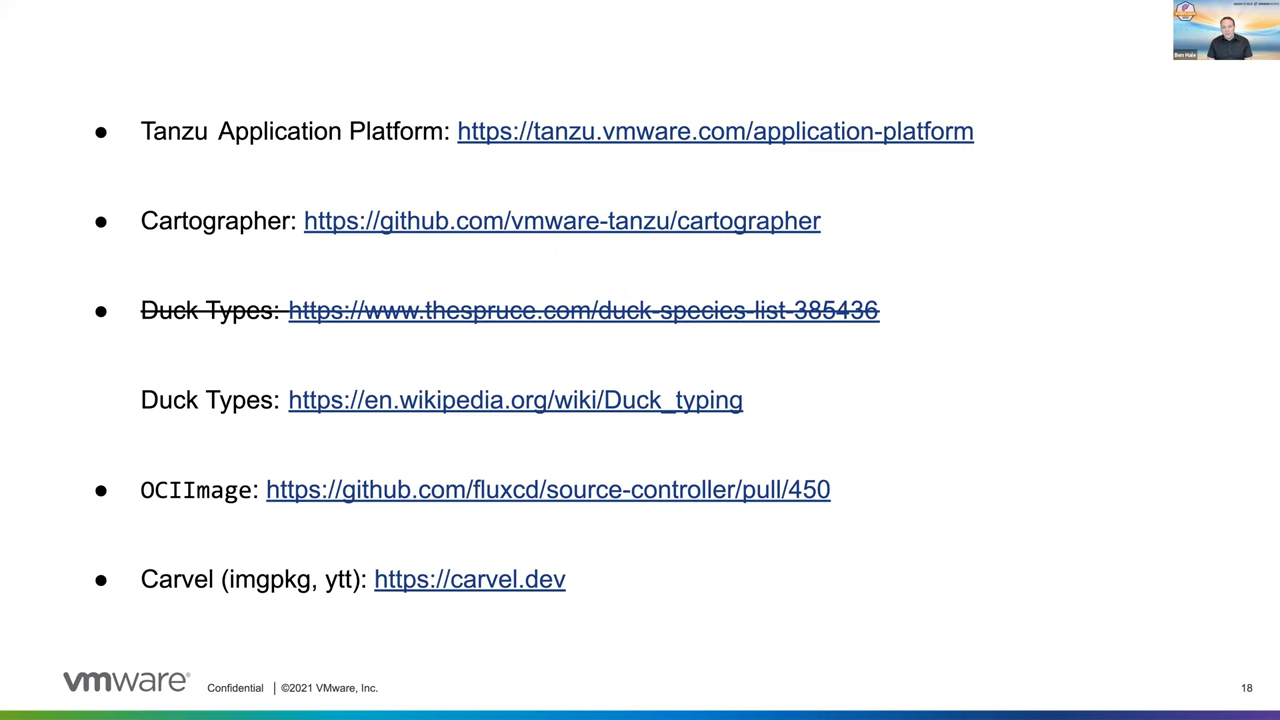 Ben Hale
• Tanzu Application Platform: https://tanzu.vmware.com/application-platform
• Cartographer: https://github.com/vmware-tanzu/cartographer
• Duck Types: https://www.thespruce.com/duck-species-list-385436
Duck Types: https://en.wikipedia.org/wiki/Duck_typing
• OCIImage: https://github.com/fluxcd/source-controller/pull/450
• Carvel (imgpkg, ytt): https://carvel.dev
vmware® Confidential | ©2021 VMware, Inc. 18